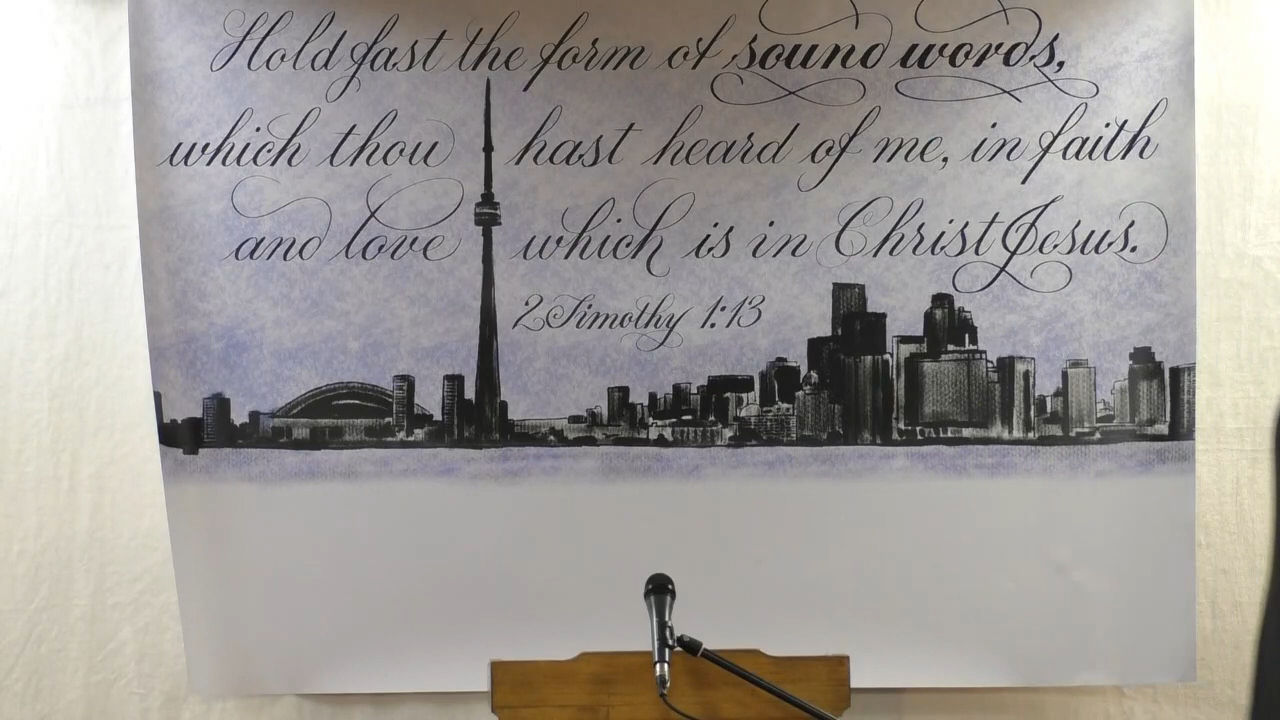 Hold fast the form of sound words,
which thou hast heard of me, in faith
and love which is in Christ Jesus.
2 Timothy 1:13